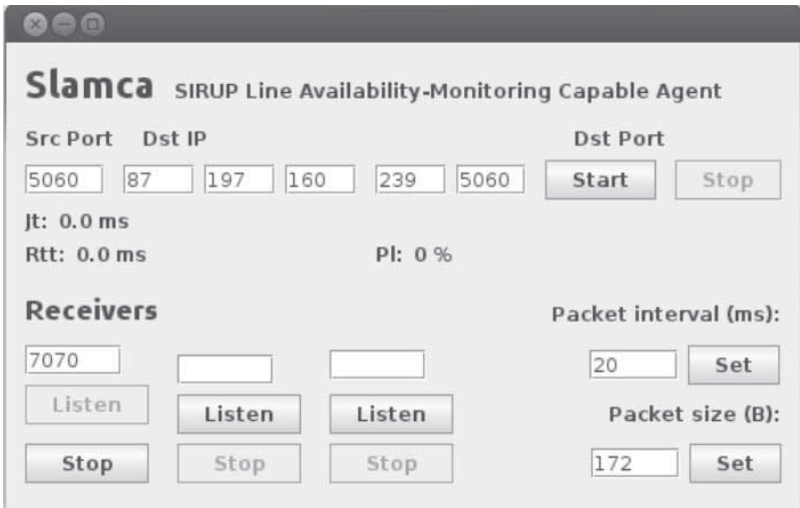 Slamca SIRUP Line Availability-Monitoring Capable Agent
Src Port Dst IP Dst Port
5060 87 197 160 239 5060 Start Stop
Jt: 0.0 ms
Rtt: 0.0 ms Pl: 0 %
Receivers Packet interval (ms):
7070 20 Set
Listen Listen Listen Packet size (B):
Stop Stop Stop 172 Set